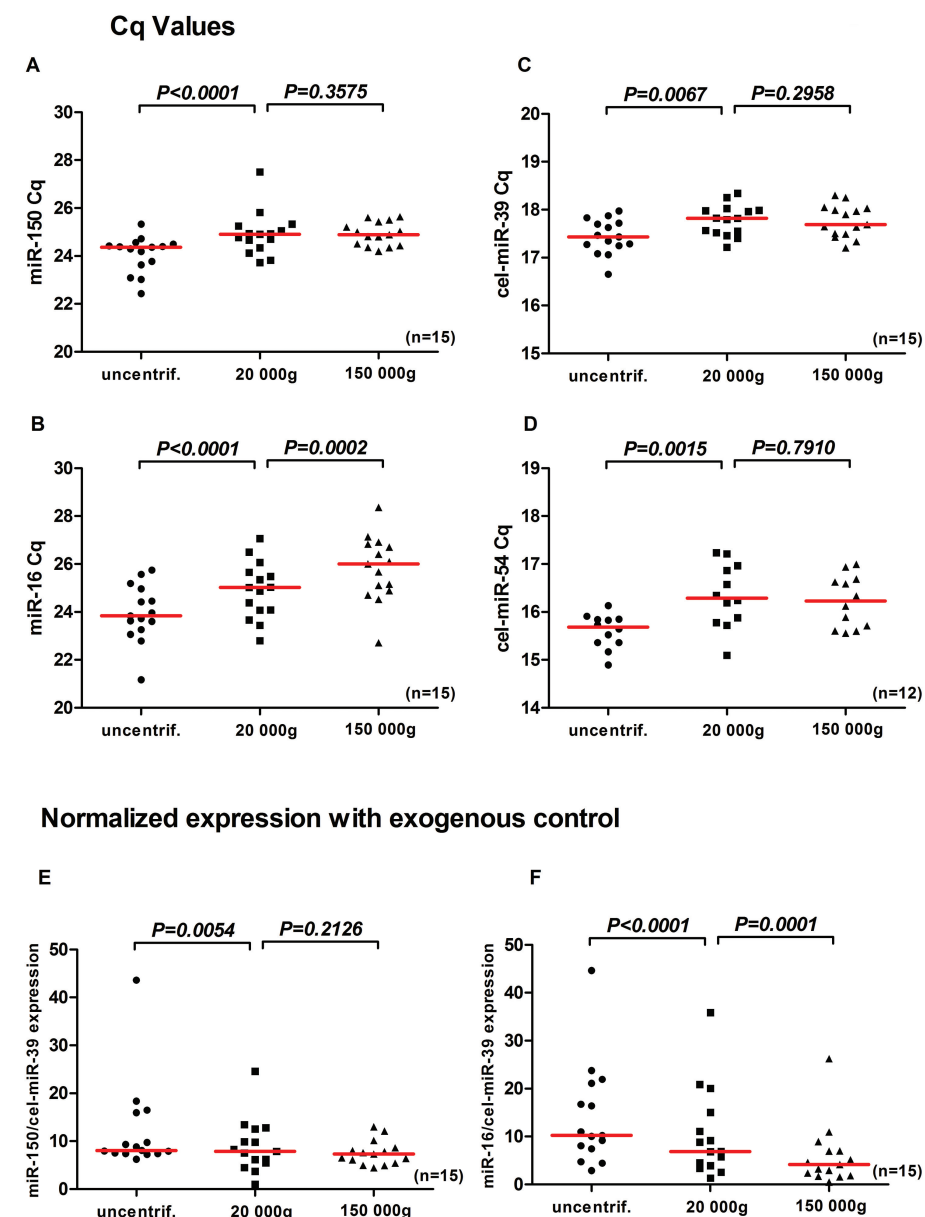 Cq Values
A
P<0.0001 P=0.3575
30
28
26
24
22
20
miR-150 Cq
(n=15)
uncentrif. 20 000g 150 000g
C
P=0.0067 P=0.2958
20
19
18
17
16
15
cel-miR-39 Cq
(n=15)
uncentrif. 20 000g 150 000g
B
P<0.0001 P=0.0002
30
28
26
24
22
20
miR-16 Cq
(n=15)
uncentrif. 20 000g 150 000g
D
P=0.0015 P=0.7910
19
18
17
16
15
14
cel-miR-54 Cq
(n=12)
uncentrif. 20 000g 150 000g
Normalized expression with exogenous control
E
P=0.0054 P=0.2126
50
40
30
20
10
0
miR-150/cel-miR-39 expression
(n=15)
uncentrif. 20 000g 150 000g
F
P<0.0001 P=0.0001
50
40
30
20
10
0
miR-16/cel-miR-39 expression
(n=15)
uncentrif. 20 000g 150 000g